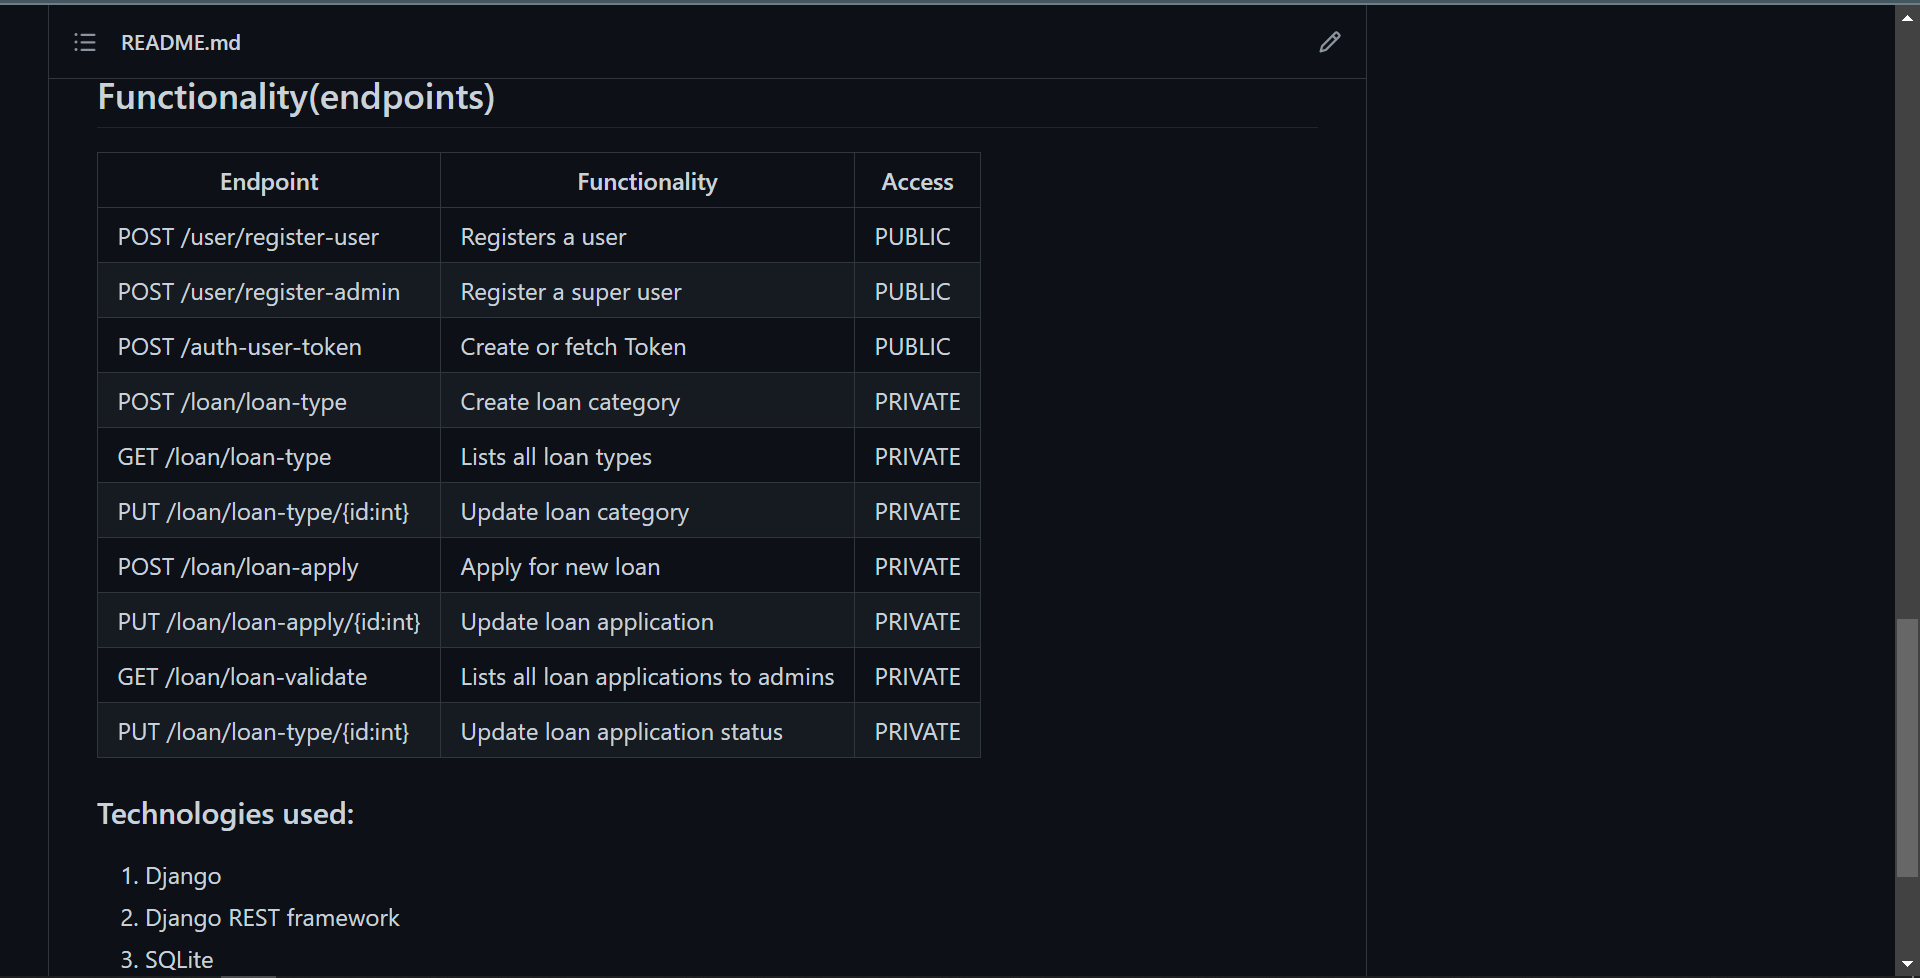 README.md
Functionality(endpoints)
Endpoint Functionality Access
POST /user/register-user Registers a user PUBLIC
POST /user/register-admin Register a super user PUBLIC
POST /auth-user-token Create or fetch Token PUBLIC
POST /loan/loan-type Create loan category PRIVATE
GET /loan/loan-type Lists all loan types PRIVATE
PUT /loan/loan-type/{id:int} Update loan category PRIVATE
POST /loan/loan-apply Apply for new loan PRIVATE
PUT /loan/loan-apply/{id:int} Update loan application PRIVATE
GET /loan/loan-validate Lists all loan applications to admins PRIVATE
PUT /loan/loan-type/{id:int} Update loan application status PRIVATE
Technologies used:
1. Django
2. Django REST framework
3. SQLite